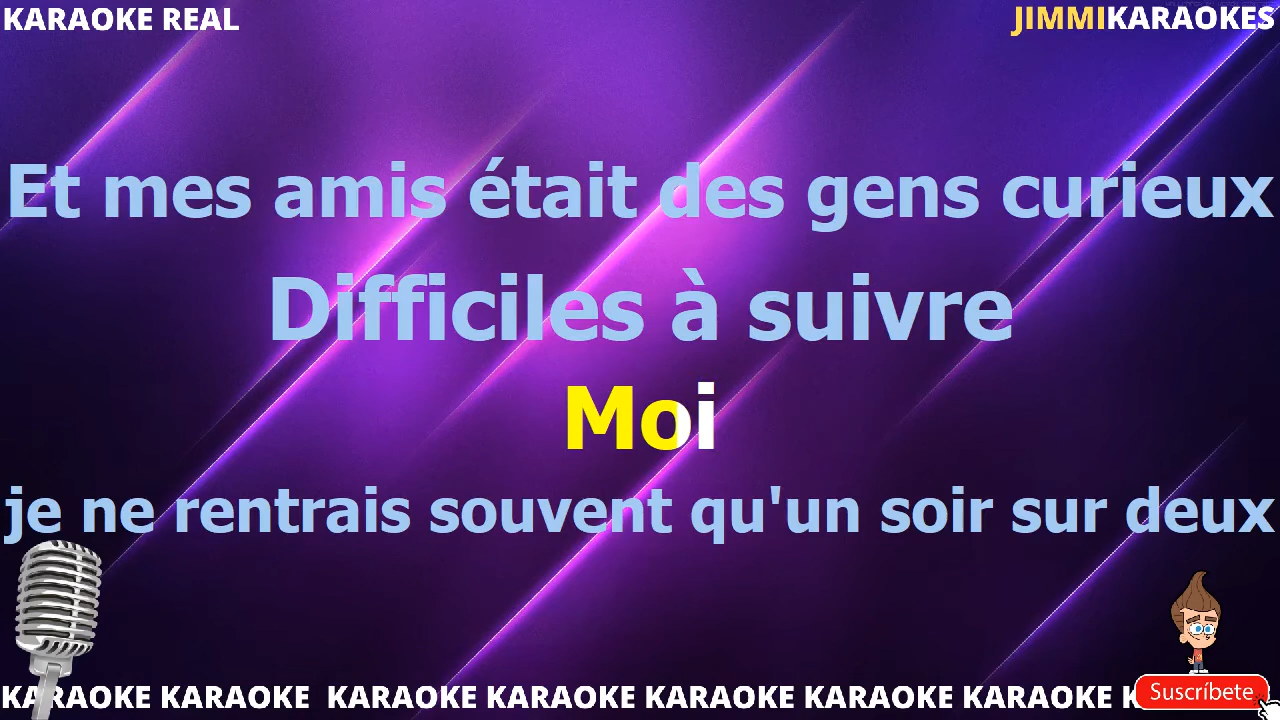 KARAOKE REAL
JIMMIKARAOKES
Et mes amis était des gens curieux
Difficiles à suivre
Moi
je ne rentrais souvent qu'un soir sur deux
KARAOKE KARAOKE KARAOKE KARAOKE KARAOKE KARAOKE KARAOKE K
Suscríbete